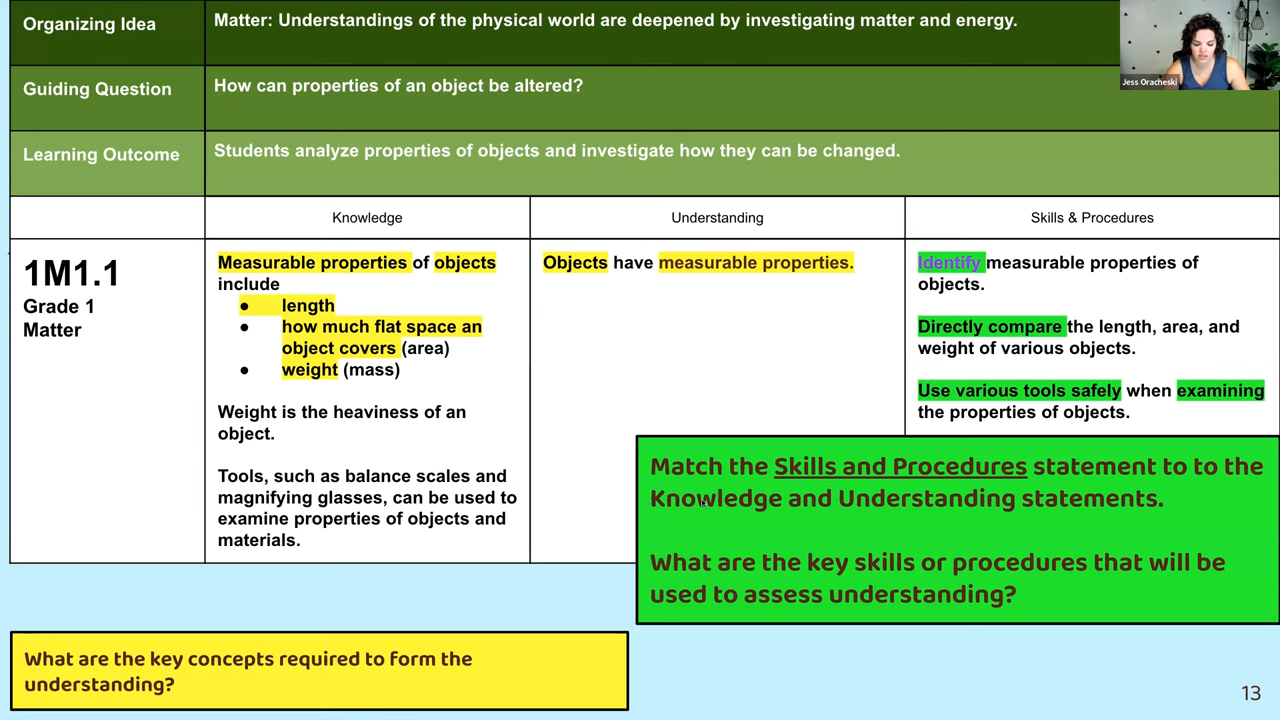 Organizing Idea
Matter: Understandings of the physical world are deepened by investigating matter and energy.
Jess Oracheski
Guiding Question
How can properties of an object be altered?
Learning Outcome
Students analyze properties of objects and investigate how they can be changed.
Knowledge
Understanding
Skills & Procedures
1M1.1
Grade 1
Matter
Measurable properties of objects
include
● length
● how much flat space an
object covers (area)
● weight (mass)
Weight is the heaviness of an
object.
Tools, such as balance scales and
magnifying glasses, can be used to
examine properties of objects and
materials.
Objects have measurable properties.
Identify measurable properties of
objects.
Directly compare the length, area, and
weight of various objects.
Use various tools safely when examining
the properties of objects.
Match the Skills and Procedures statement to to the
Knowledge and Understanding statements.
What are the key skills or procedures that will be
used to assess understanding?
What are the key concepts required to form the
understanding?
13